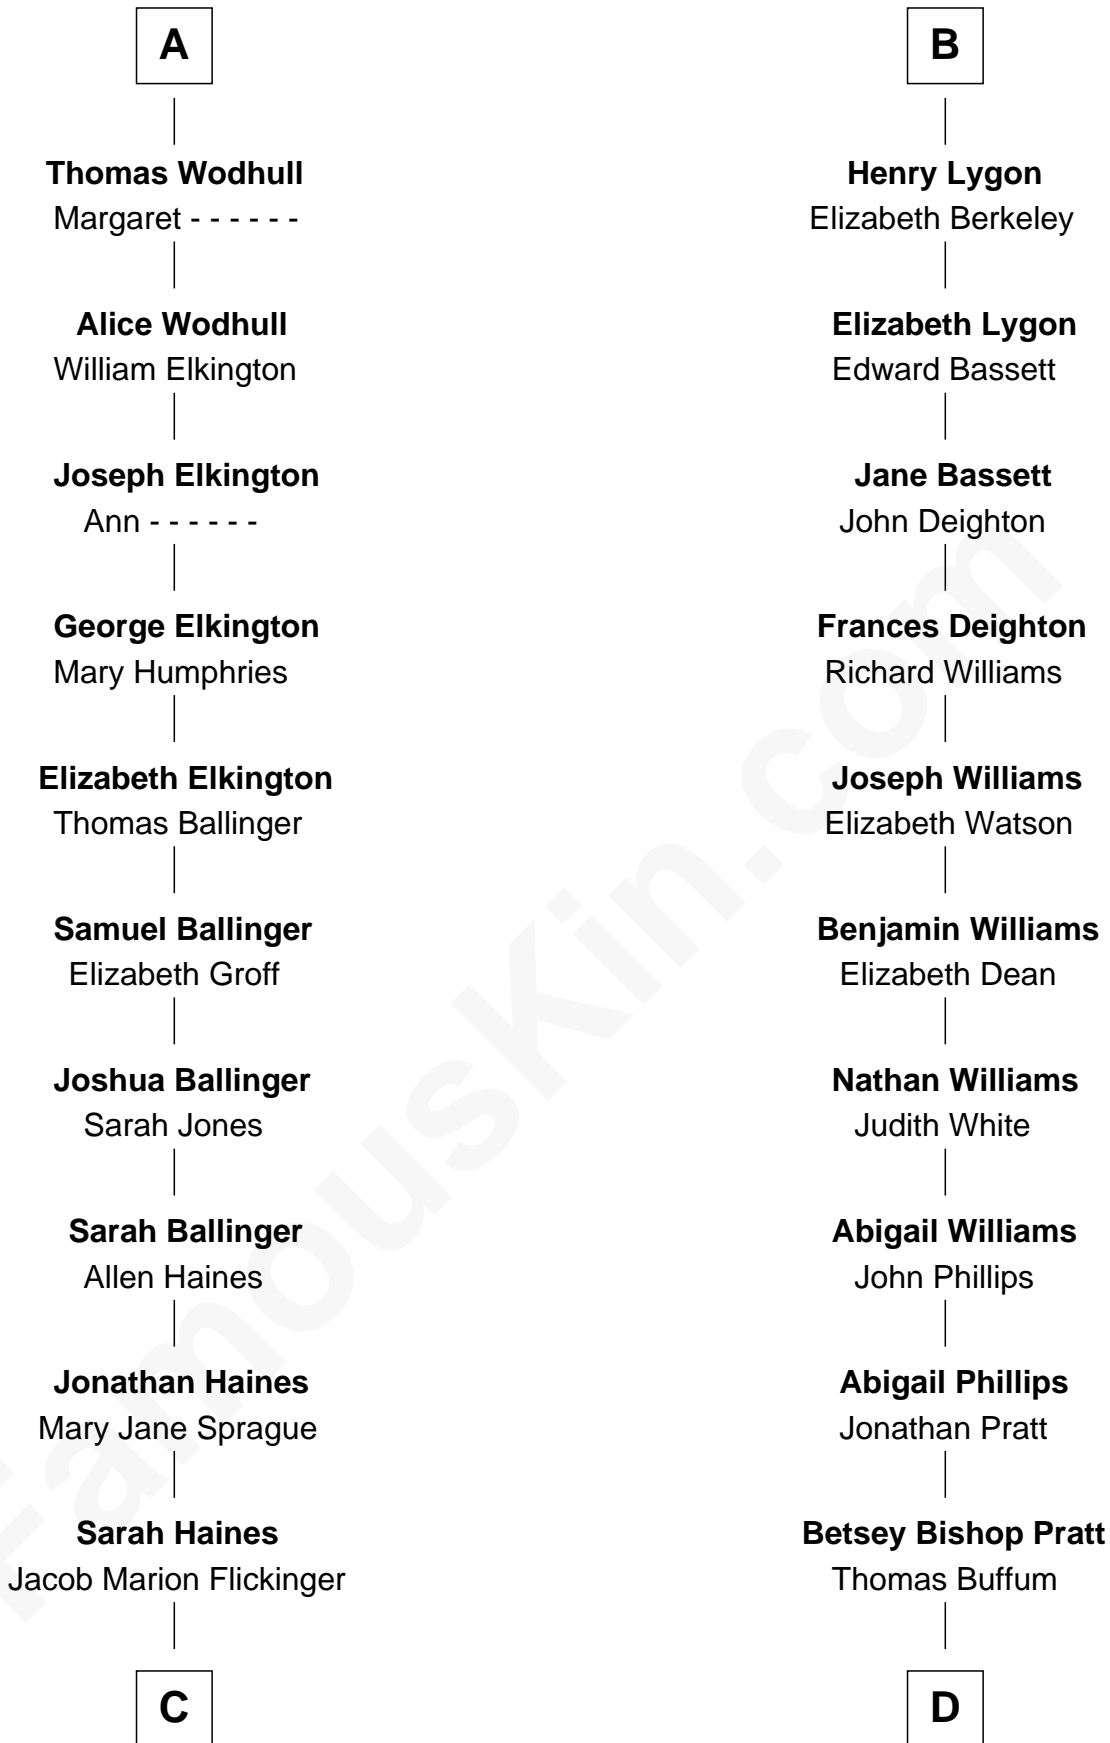 A
Thomas Wodhull
Margaret - - - - - -
Alice Wodhull
William Elkington
Joseph Elkington
Ann - - - - - -
George Elkington
Mary Humphries
Elizabeth Elkington
Thomas Ballinger
Samuel Ballinger
Elizabeth Groff
Joshua Ballinger
Sarah Jones
Sarah Ballinger
Allen Haines
Jonathan Haines
Mary Jane Sprague
Sarah Haines
Jacob Marion Flickinger
C
B
Henry Lygon
Elizabeth Berkeley
Elizabeth Lygon
Edward Bassett
Jane Bassett
John Deighton
Frances Deighton
Richard Williams
Joseph Williams
Elizabeth Watson
Benjamin Williams
Elizabeth Dean
Nathan Williams
Judith White
Abigail Williams
John Phillips
Abigail Phillips
Jonathan Pratt
Betsey Bishop Pratt
Thomas Buffum
D
FamousKin.com